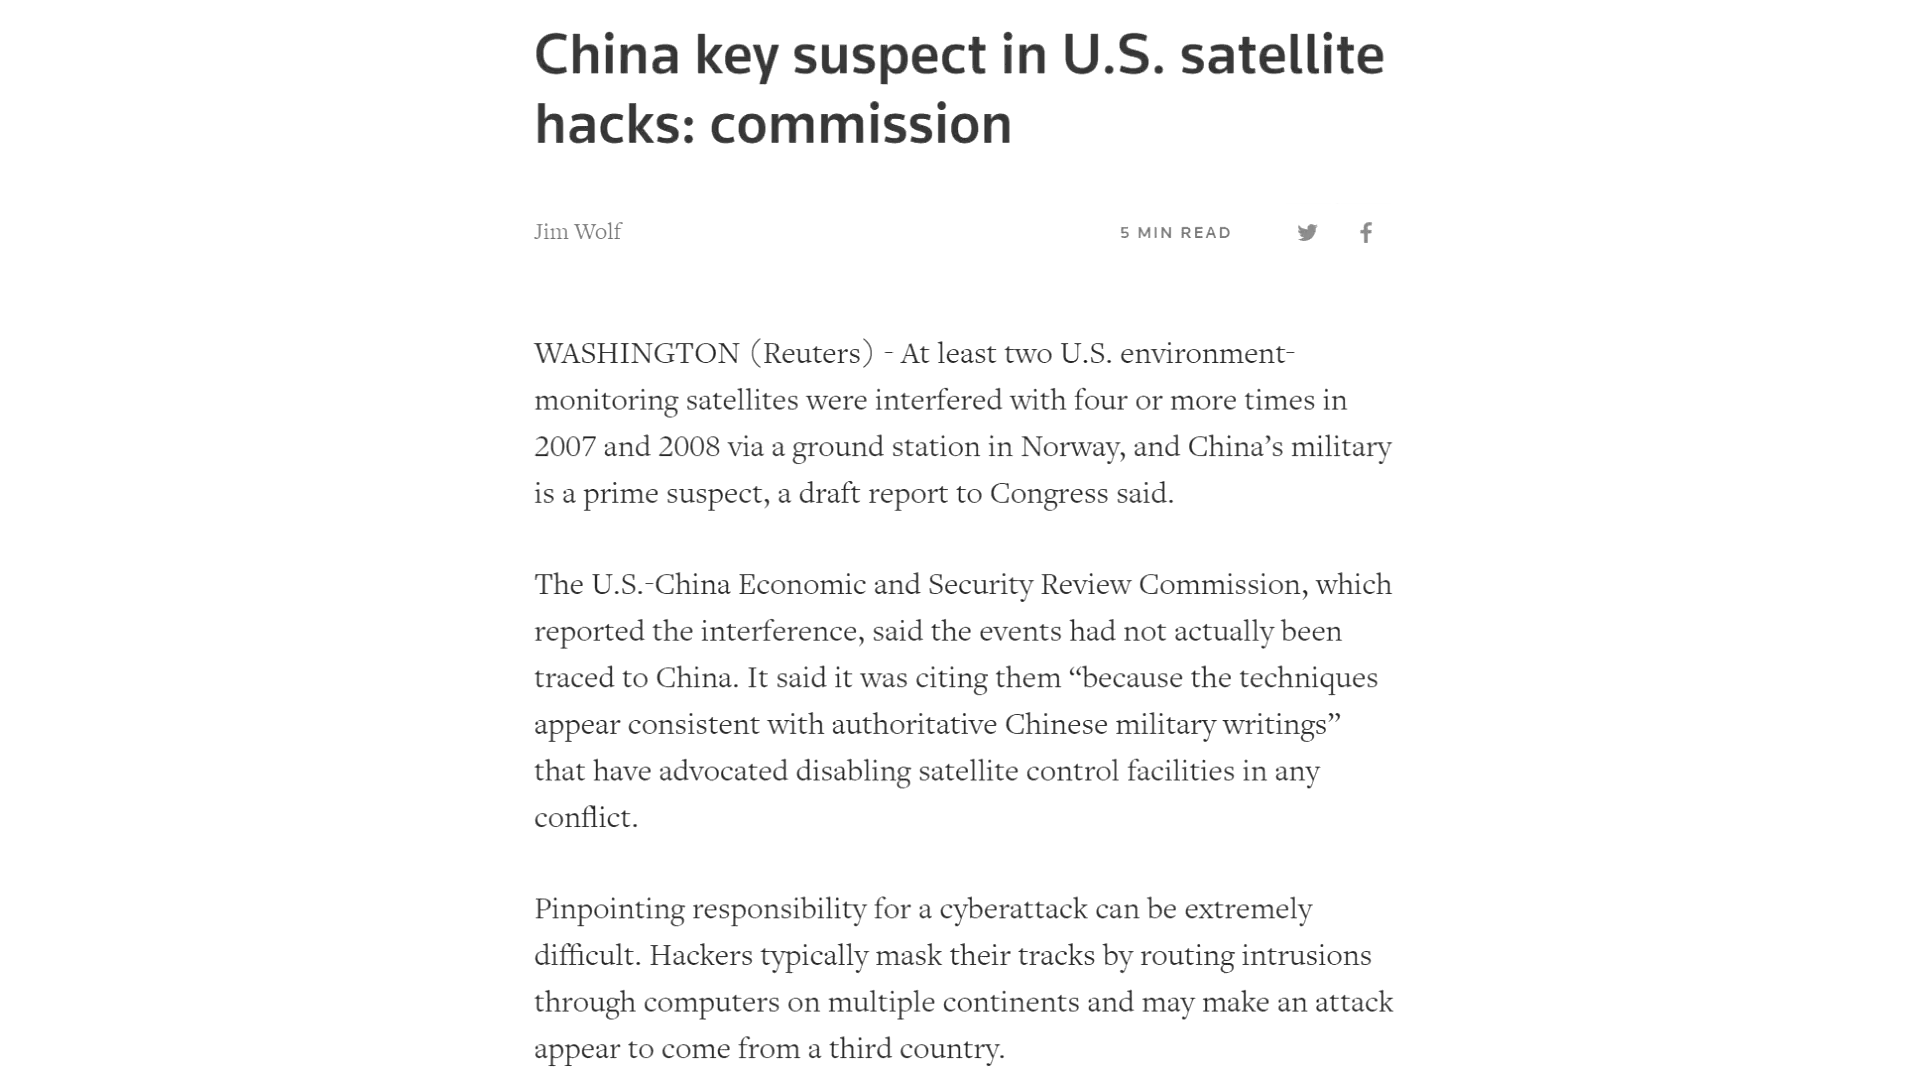 China key suspect in U.S. satellite
hacks: commission
Jim Wolf
5 MIN READ
WASHINGTON (Reuters) - At least two U.S. environment-
monitoring satellites were interfered with four or more times in
2007 and 2008 via a ground station in Norway, and China’s military
is a prime suspect, a draft report to Congress said.
The U.S.-China Economic and Security Review Commission, which
reported the interference, said the events had not actually been
traced to China. It said it was citing them “because the techniques
appear consistent with authoritative Chinese military writings”
that have advocated disabling satellite control facilities in any
conflict.
Pinpointing responsibility for a cyberattack can be extremely
difficult. Hackers typically mask their tracks by routing intrusions
through computers on multiple continents and may make an attack
appear to come from a third country.